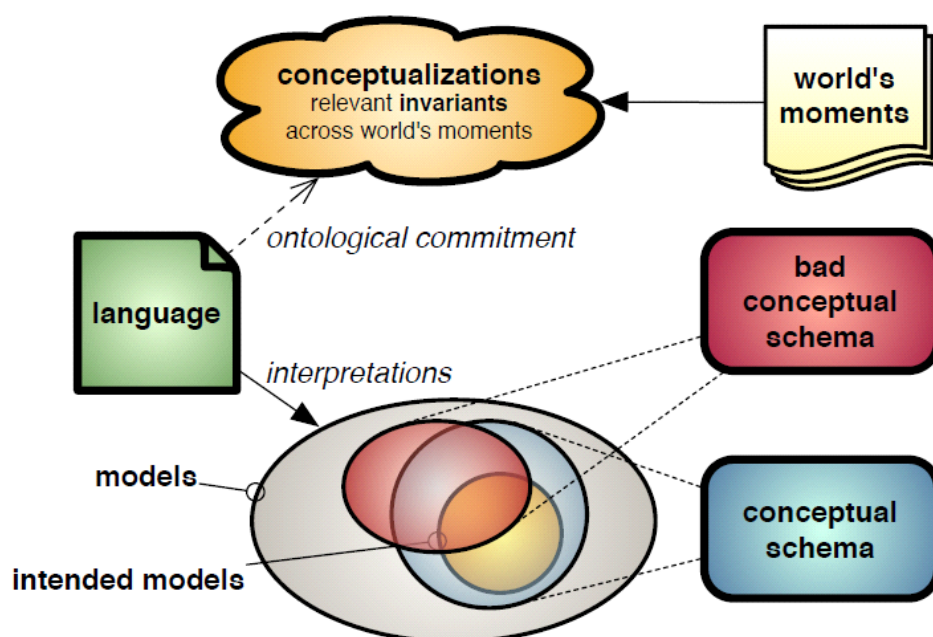 conceptualizations
relevant invariants
across world's moments
world's
moments
ontological commitment
language
bad
conceptual
schema
interpretations
models
intended models
conceptual
schema